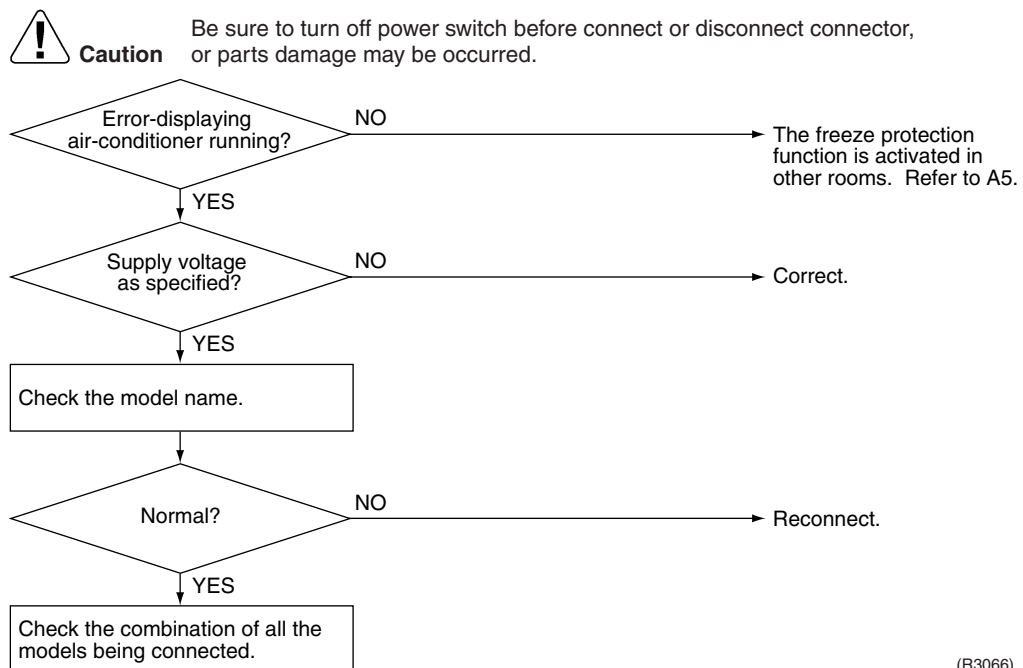 Be sure to turn off power switch before connect or disconnect connector,
Caution or parts damage may be occurred.
Error-displaying
air-conditioner running?
NO
The freeze protection
function is activated in
other rooms. Refer to A5.
YES
Supply voltage
as specified?
NO
Correct.
YES
Check the model name.
Normal?
NO
Reconnect.
YES
Check the combination of all the
models being connected.
(R3066)